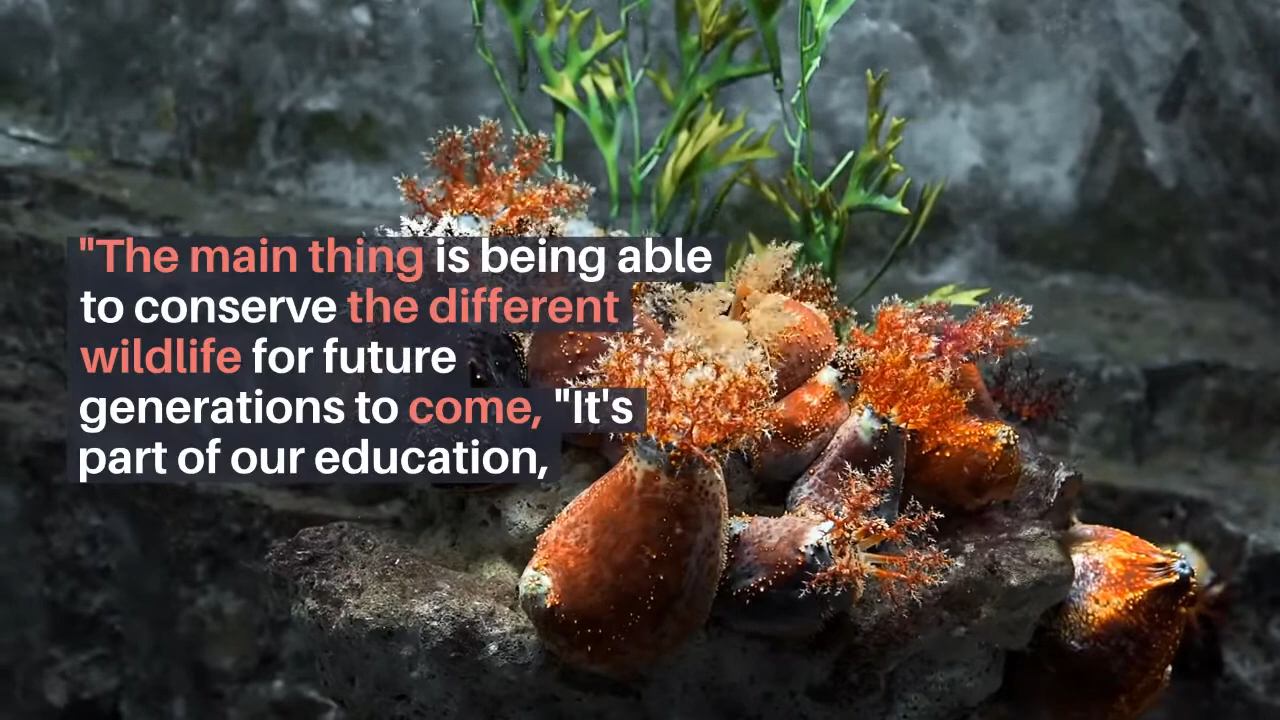 "The main thing is being able
to conserve the different
wildlife for future
generations to come, "It's
part of our education,